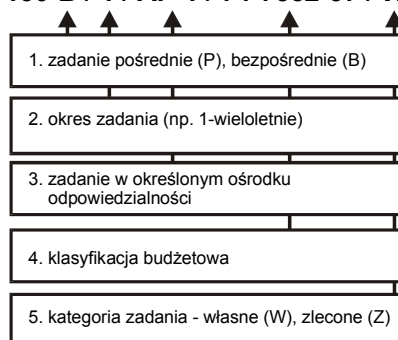 1. zadanie pośrednie (P), bezpośrednie (B)
2. okres zadania (np. 1-wieloletnie)
3. zadanie w określonym ośrodku
odpowiedzialności
4. klasyfikacja budżetowa
5. kategoria zadania - własne (W), zlecone (Z)